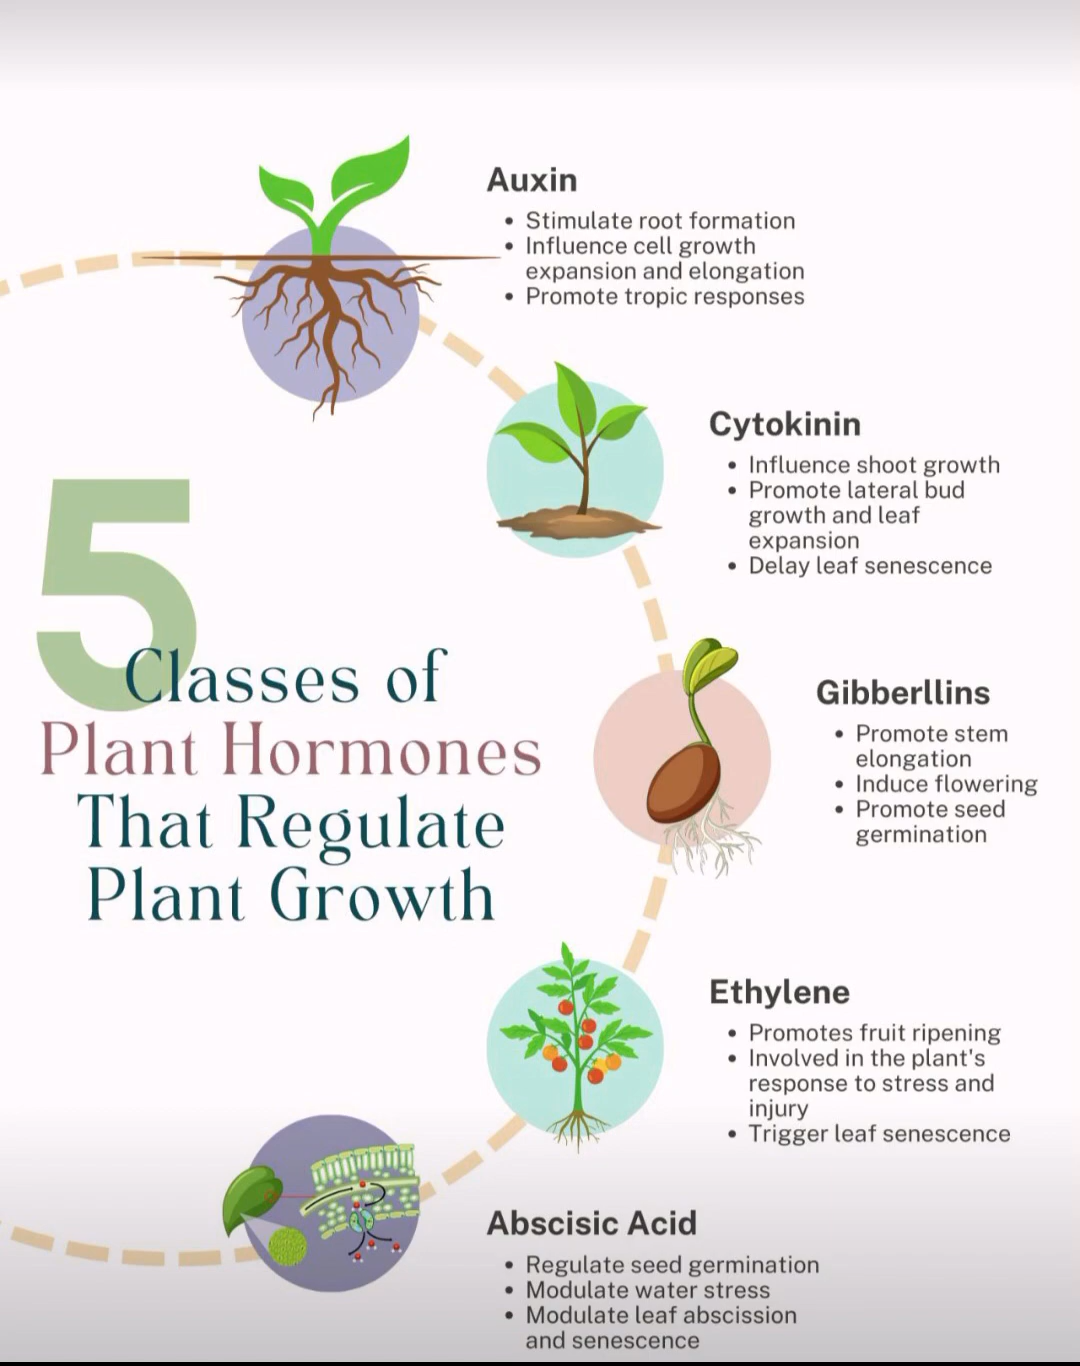 Auxin
• Stimulate root formation
• Influence cell growth
expansion and elongation
• Promote tropic responses
Cytokinin
• Influence shoot growth
• Promote lateral bud
growth and leaf
expansion
• Delay leaf senescence
5
Classes of
Plant Hormones
That Regulate
Plant Growth
Gibberllins
• Promote stem
elongation
• Induce flowering
• Promote seed
germination
Ethylene
• Promotes fruit ripening
• Involved in the plant's
response to stress and
injury
• Trigger leaf senescence
Abscisic Acid
• Regulate seed germination
• Modulate water stress
• Modulate leaf abscission
and senescence